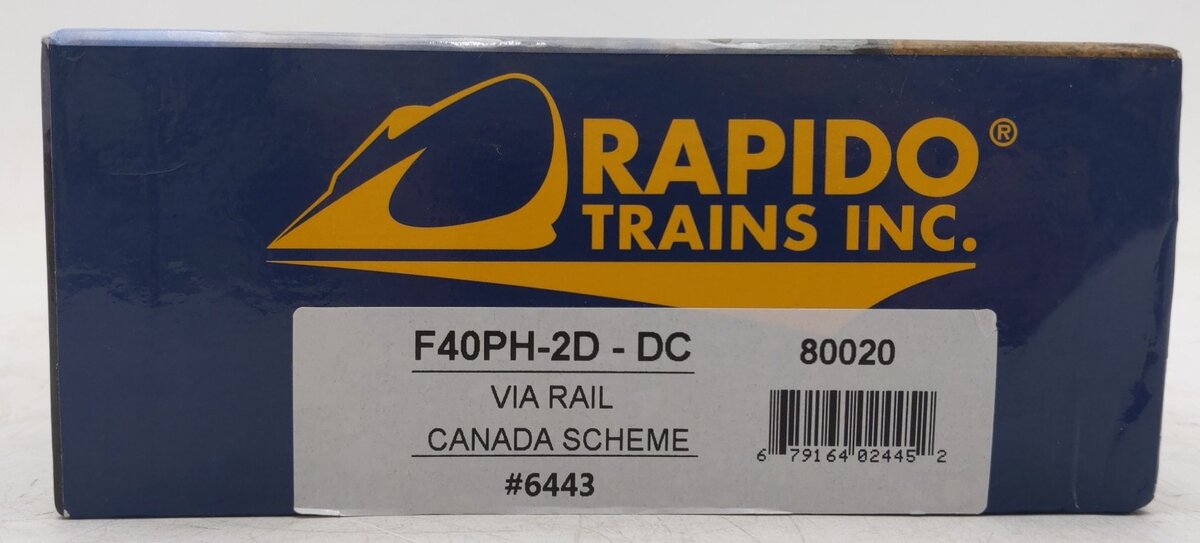 RAPIDO®
TRAINS INC.
F40PH-2D - DC
80020
VIA RAIL
CANADA SCHEME
#6443
6 79164 02445 2